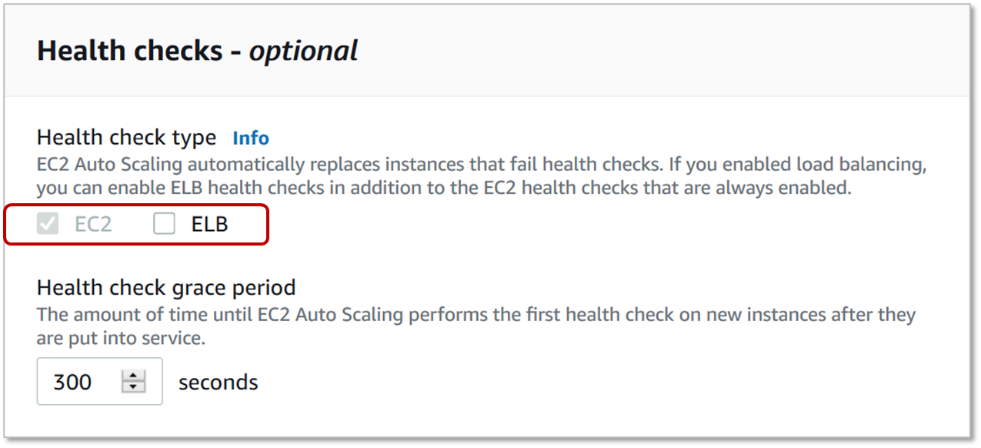 Health checks - optional
Health check type Info
EC2 Auto Scaling automatically replaces instances that fail health checks. If you enabled load balancing,
you can enable ELB health checks in addition to the EC2 health checks that are always enabled.
EC2 ELB
Health check grace period
The amount of time until EC2 Auto Scaling performs the first health check on new instances after they
are put into service.
300 seconds